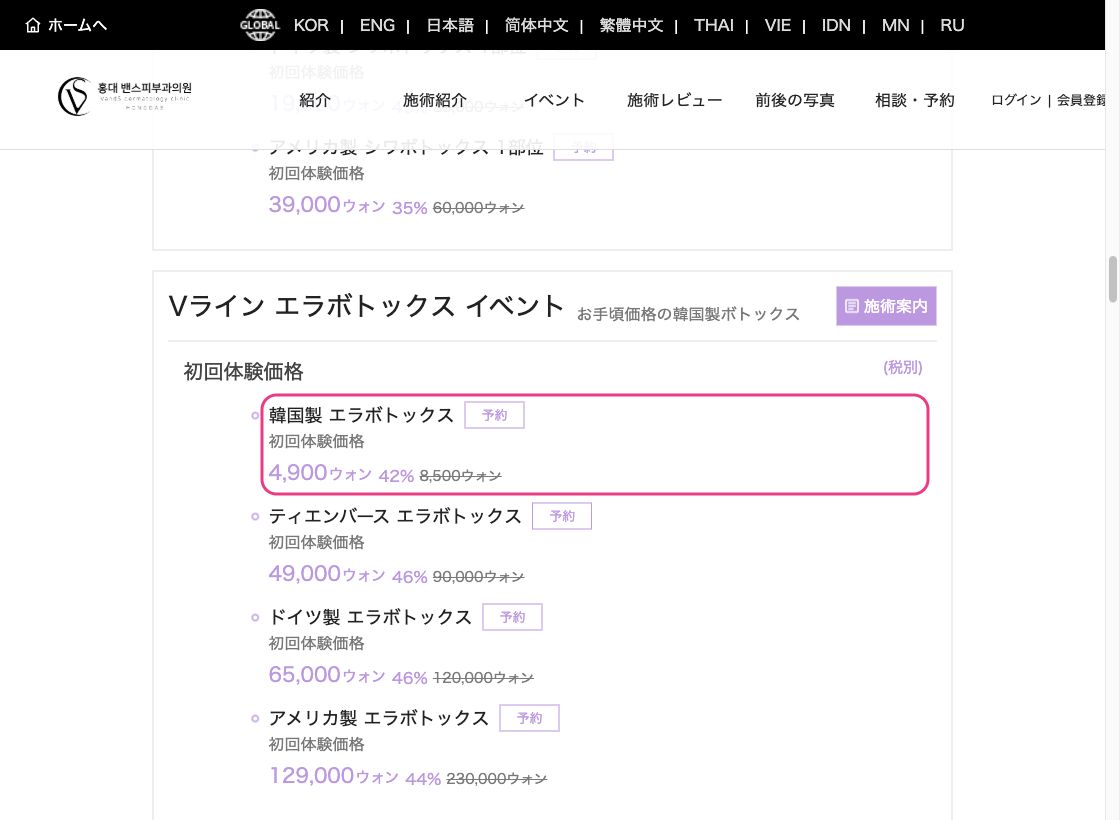 ホームへ
GLOBAL KOR | ENG | 日本語 | 简体中文 | 繁體中文 | THAI | VIE | IDN | MN | RU
홍대 밴스피부과의원
VandS dermatology clinic
HONGDAE
紹介 施術紹介 イベント 施術レビュー 前後の写真 相談・予約 ログイン | 会員登録
初回体験価格
アメリカ製 シワボトックス 1部位 予約
初回体験価格
39,000ウォン 35% 60,000ウォン
Vライン エラボトックス イベント お手頃価格の韓国製ボトックス 施術案内
初回体験価格 (税別)
韓国製 エラボトックス 予約
初回体験価格
4,900ウォン 42% 8,500ウォン
ティエンバース エラボトックス 予約
初回体験価格
49,000ウォン 46% 90,000ウォン
ドイツ製 エラボトックス 予約
初回体験価格
65,000ウォン 46% 120,000ウォン
アメリカ製 エラボトックス 予約
初回体験価格
129,000ウォン 44% 230,000ウォン